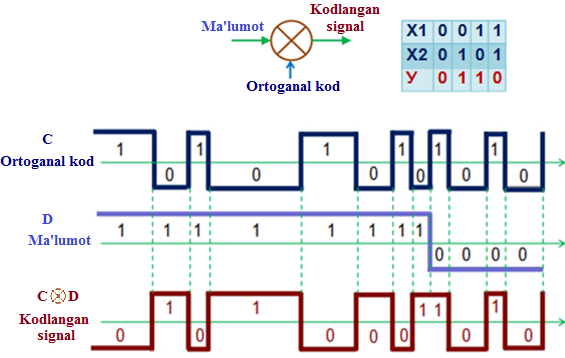 Kodlangan
signal
Ma'lumot
Ortoganal kod
X1 0 0 1 1
X2 0 1 0 1
У 0 1 1 0
C
Ortoganal kod
1 0 1 0 1 0 1 0 1 0 1 0
D
Ma'lumot
1 1 1 1 1 1 1 1 0 0 0 0
C⊗D
Kodlangan
signal
0 1 0 1 0 0 0 1 1 0 1 0